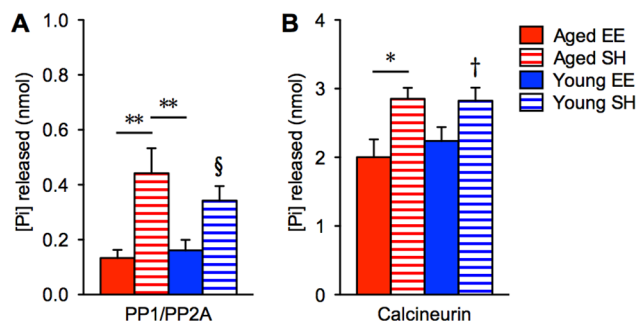 A
[Pi] released (nmol)
1.0
0.8
0.6
0.4
0.2
0
**
**
§
PP1/PP2A
B
[Pi] released (nmol)
4
3
2
1
0
*
†
Calcineurin
Aged EE
Aged SH
Young EE
Young SH